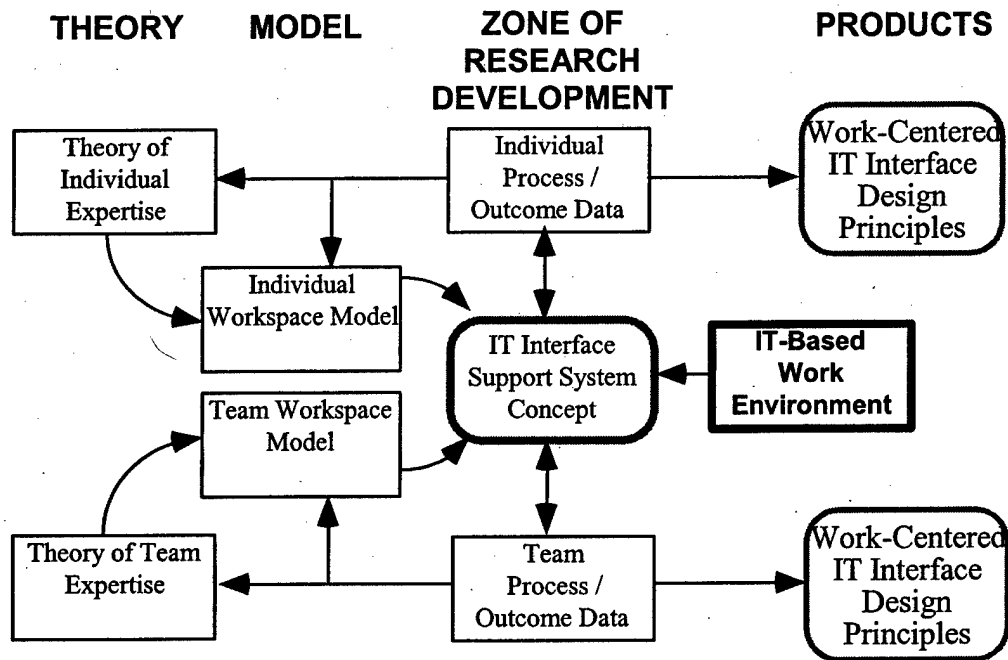 THEORY
MODEL
ZONE OF
RESEARCH
DEVELOPMENT
PRODUCTS
Theory of
Individual
Expertise
Individual
Process /
Outcome Data
Work-Centered
IT Interface
Design
Principles
Individual
Workspace Model
IT Interface
Support System
Concept
IT-Based
Work
Environment
Team Workspace
Model
Theory of Team
Expertise
Team
Process /
Outcome Data
Work-Centered
IT Interface
Design
Principles